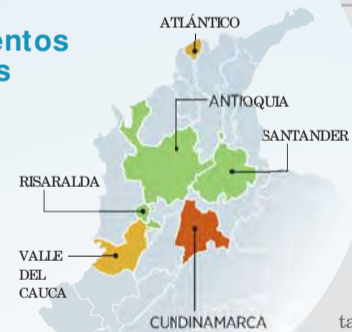 entos
s
ATLÁNTICO
ANTIOQUIA
SANTANDER
RISARALDA
VALLE
DEL
CAUCA
CUNDINAMARCA
ta